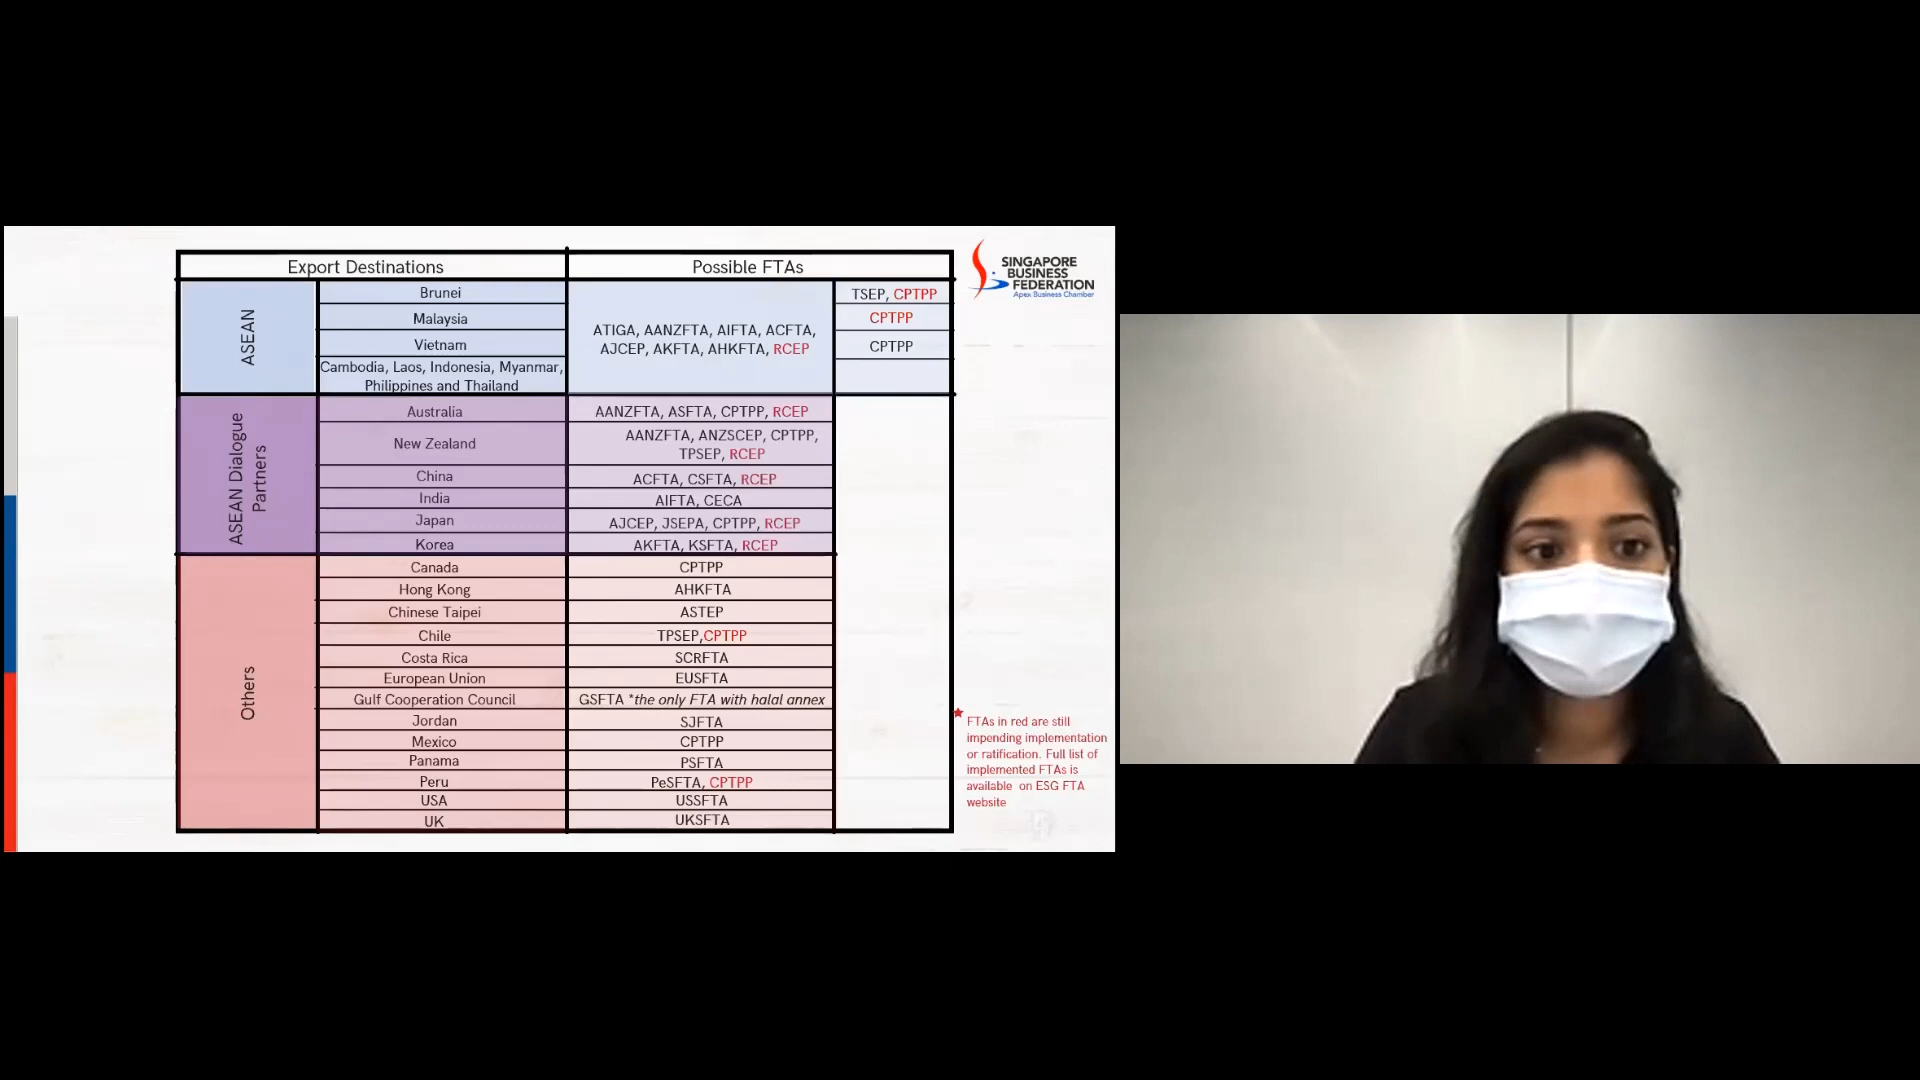 Export Destinations Possible FTAs
SINGAPORE
BUSINESS
FEDERATION
Apex Business Chamber
ASEAN
Brunei
Malaysia
Vietnam
Cambodia, Laos, Indonesia, Myanmar,
Philippines and Thailand
ATIGA, AANZFTA, AIFTA, ACFTA,
AJCEP, AKFTA, AHKFTA, RCEP
TSEP, CPTPP
CPTPP
CPTPP
ASEAN Dialogue
Partners
Australia AANZFTA, ASFTA, CPTPP, RCEP
New Zealand AANZFTA, ANZSCEP, CPTPP,
TPSEP, RCEP
China ACFTA, CSFTA, RCEP
India AIFTA, CECA
Japan AJCEP, JSEPA, CPTPP, RCEP
Korea AKFTA, KSFTA, RCEP
Others
Canada CPTPP
Hong Kong AHKFTA
Chinese Taipei ASTEP
Chile TPSEP,CPTPP
Costa Rica SCRFTA
European Union EUSFTA
Gulf Cooperation Council GSFTA *the only FTA with halal annex
Jordan SJFTA
Mexico CPTPP
Panama PSFTA
Peru PeSFTA, CPTPP
USA USSFTA
UK UKSFTA
FTAs in red are still
impending implementation
or ratification. Full list of
implemented FTAs is
available on ESG FTA
website